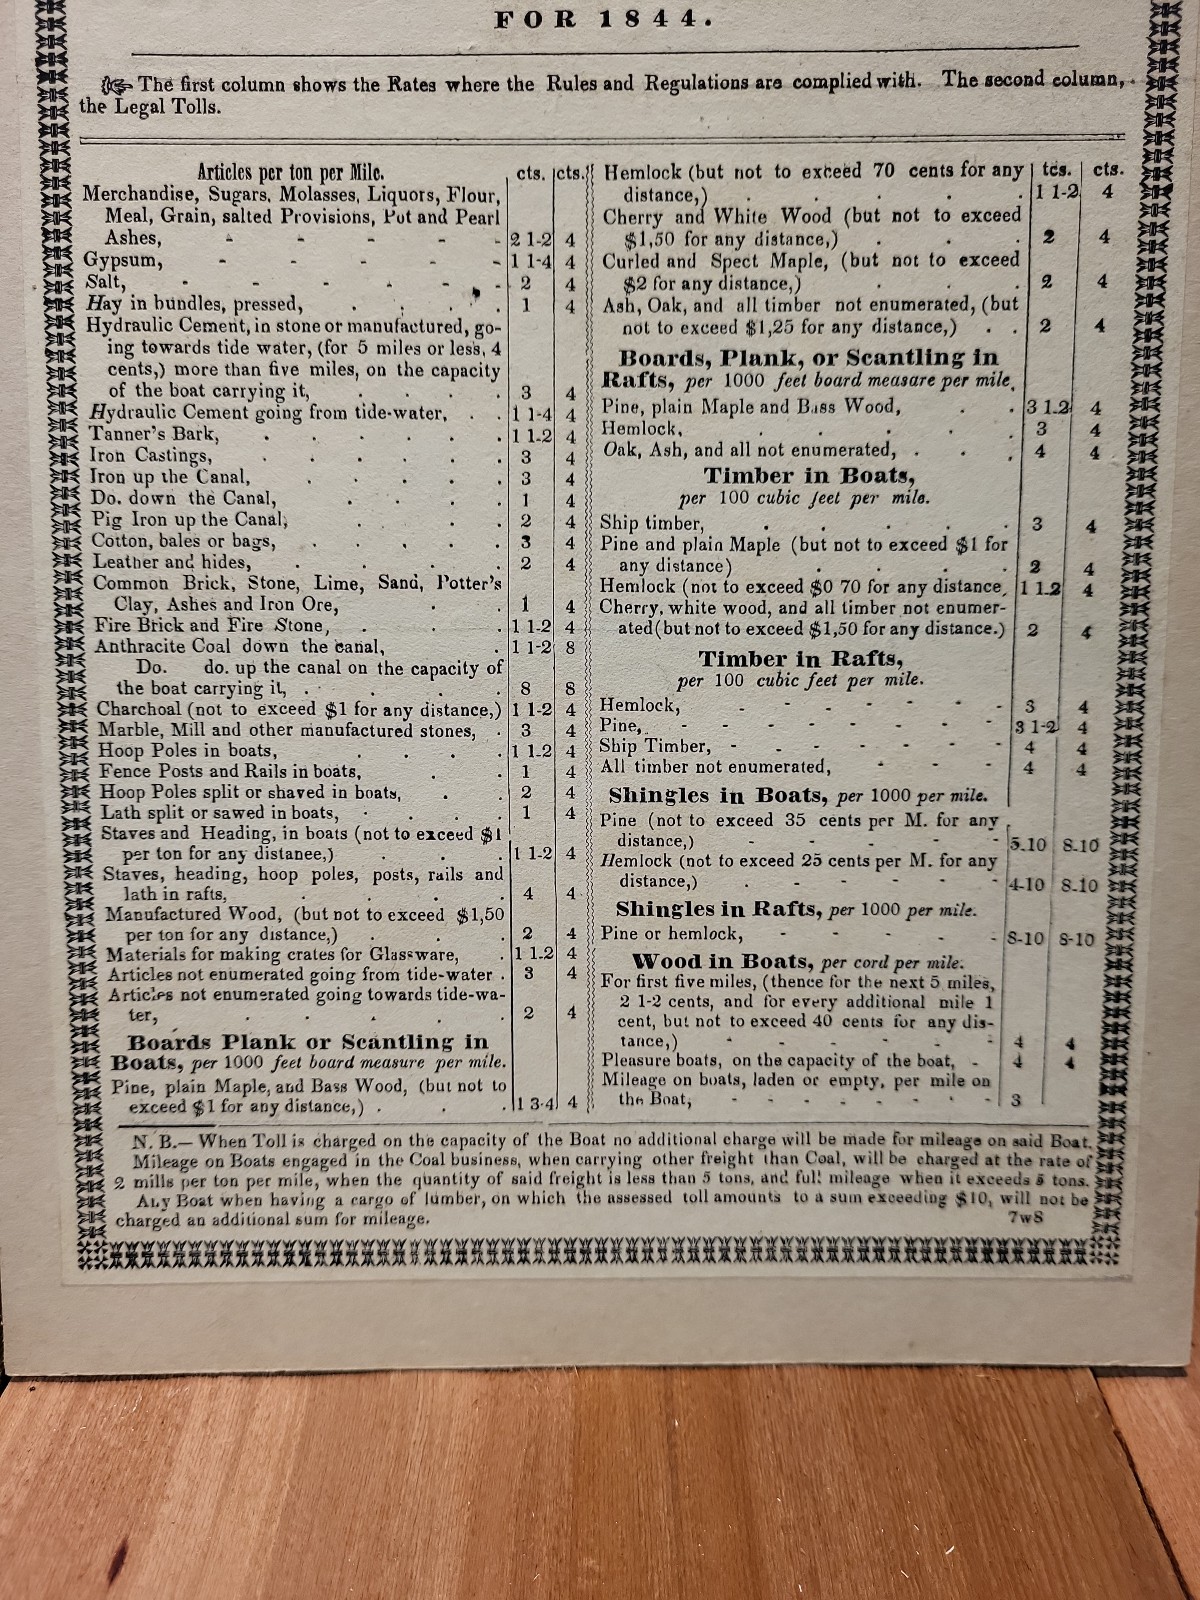 FOR 1844.
The first column shows the Rates where the Rules and Regulations are complied with. The second column,
the Legal Tolls.
Articles per ton per Mile. cts. cts.
Merchandise, Sugars, Molasses, Liquors, Flour,
Meal, Grain, salted Provisions, Pot and Pearl
Ashes, - - - - - 2 1-2 4
Gypsum, - - - - - 1 1-4 4
Salt, - - - - - 2 4
Hay in bundles, pressed, . . . . 1 4
Hydraulic Cement, in stone or manufactured, go-
ing towards tide water, (for 5 miles or less, 4
cents,) more than five miles, on the capacity
of the boat carrying it, . . . . 3 4
Hydraulic Cement going from tide-water, . . 1 1-4 4
Tanner's Bark, . . . . . . 1 1-2 4
Iron Castings, . . . . . . 3 4
Iron up the Canal, . . . . . 3 4
Do. down the Canal, . . . . 1 4
Pig Iron up the Canal, . . . . 2 4
Cotton, bales or bags, . . . . . 3 4
Leather and hides, . . . . . 2 4
Common Brick, Stone, Lime, Sand, Potter's
Clay, Ashes and Iron Ore, . . 1 4
Fire Brick and Fire Stone, . . . 1 1-2 4
Anthracite Coal down the canal, . 1 1-2 8
Do. do. up the canal on the capacity of
the boat carrying it, . . . . 8 8
Charchoal (not to exceed $1 for any distance,) 1 1-2 4
Marble, Mill and other manufactured stones, . 3 4
Hoop Poles in boats, . . . . 1 1-2 4
Fence Posts and Rails in boats, . . 1 4
Hoop Poles split or shaved in boats, . . 2 4
Lath split or sawed in boats, . . . . 1 4
Staves and Heading, in boats (not to exceed $1
per ton for any distanee,) . . . 1 1-2 4
Staves, heading, hoop poles, posts, rails and
lath in rafts, . . . . 4 4
Manufactured Wood, (but not to exceed $1,50
per ton for any distance,) . . . 2 4
Materials for making crates for Glassware, . 1 1-2 4
Articles not enumerated going from tide-water . 3 4
Articles not enumerated going towards tide-wa-
ter, . . . . . 2 4
Boards Plank or Scantling in
Boats, per 1000 feet board measure per mile.
Pine, plain Maple, and Bass Wood, (but not to
exceed $1 for any distance,) . . . 1 3-4 4
Hemlock (but not to exceed 70 cents for any tcs. cts.
distance,) . . . . . 1 1-2 4
Cherry and White Wood (but not to exceed
$1,50 for any distance,) . . . 2 4
Curled and Spect Maple, (but not to exceed
$2 for any distance,) . . . 2 4
Ash, Oak, and all timber not enumerated, (but
not to exceed $1,25 for any distance,) . . 2 4
Boards, Plank, or Scantling in
Rafts, per 1000 feet board measare per mile,
Pine, plain Maple and Bass Wood, . . 3 1-2 4
Hemlock, . . . . . 3 4
Oak, Ash, and all not enumerated, . . . 4 4
Timber in Boats,
per 100 cubic feet per mile.
Ship timber, . . . . . 3 4
Pine and plain Maple (but not to exceed $1 for
any distance) . . . . 2 4
Hemlock (not to exceed $0 70 for any distance, 1 1-2 4
Cherry, white wood, and all timber not enumer-
ated (but not to exceed $1,50 for any distance.) 2 4
Timber in Rafts,
per 100 cubic feet per mile.
Hemlock, - - - - - - 3 4
Pine, - - - - - - 3 1-2 4
Ship Timber, - - - - - - 4 4
All timber not enumerated, - - - 4 4
Shingles in Boats, per 1000 per mile.
Pine (not to exceed 35 cents per M. for any
distance,) - - - - - 5-10 8-10
Hemlock (not to exceed 25 cents per M. for any
distance,) - - - - - 4-10 8-10
Shingles in Rafts, per 1000 per mile.
Pine or hemlock, - - - - - 8-10 8-10
Wood in Boats, per cord per mile.
For first five miles, (thence for the next 5 miles,
2 1-2 cents, and for every additional mile 1
cent, but not to exceed 40 cents for any dis-
tance,) - - - - - 4 4
Pleasure boats, on the capacity of the boat, - 4 4
Mileage on boats, laden or empty, per mile on
the Boat, - - - - - - 3
N. B.— When Toll is charged on the capacity of the Boat no additional charge will be made for mileage on said Boat.
Mileage on Boats engaged in the Coal business, when carrying other freight than Coal, will be charged at the rate of
2 mills per ton per mile, when the quantity of said freight is less than 5 tons, and full mileage when it exceeds 5 tons.
Any Boat when having a cargo of lumber, on which the assessed toll amounts to a sum exceeding $10, will not be
charged an additional sum for mileage. 7w8